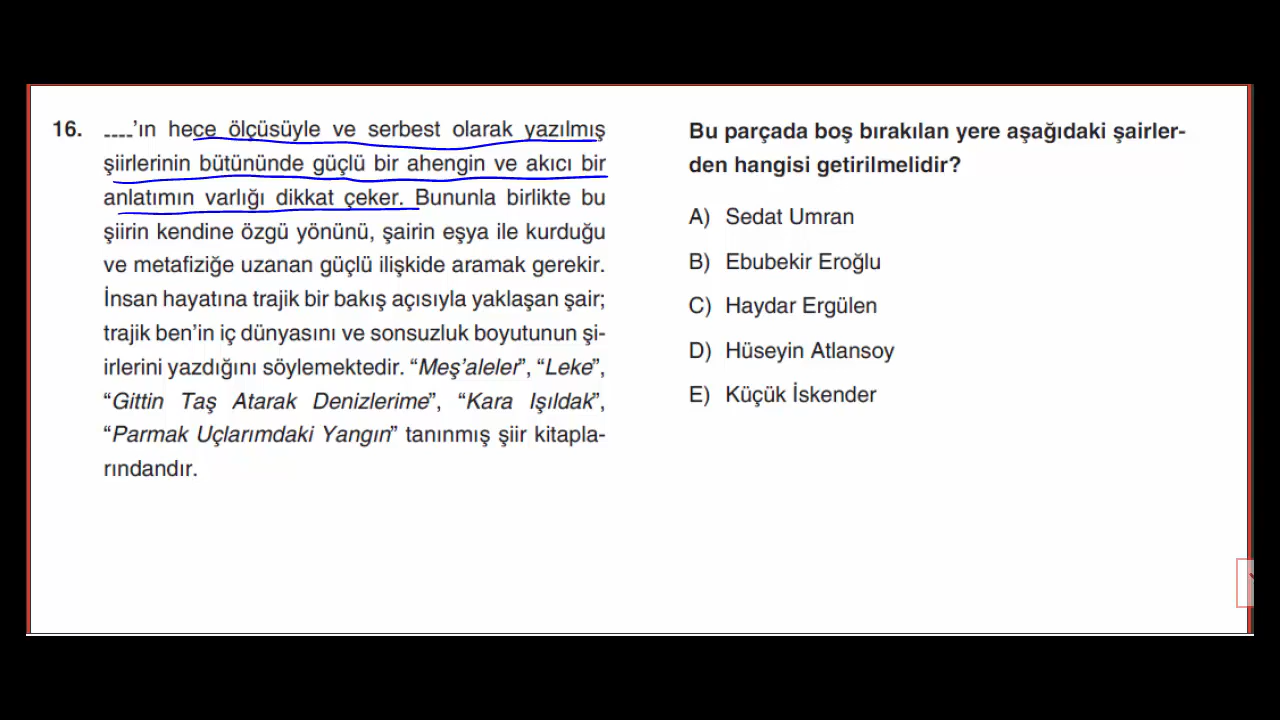 16. ----’ın hece ölçüsüyle ve serbest olarak yazılmış
şiirlerinin bütününde güçlü bir ahengin ve akıcı bir
anlatımın varlığı dikkat çeker. Bununla birlikte bu
şiirin kendine özgü yönünü, şairin eşya ile kurduğu
ve metafiziğe uzanan güçlü ilişkide aramak gerekir.
İnsan hayatına trajik bir bakış açısıyla yaklaşan şair;
trajik ben’in iç dünyasını ve sonsuzluk boyutunun şi-
irlerini yazdığını söylemektedir. “Meş’aleler”, “Leke”,
“Gittin Taş Atarak Denizlerime”, “Kara Işıldak”,
“Parmak Uçlarımdaki Yangın” tanınmış şiir kitapla-
rındandır.
Bu parçada boş bırakılan yere aşağıdaki şairler-
den hangisi getirilmelidir?
A) Sedat Umran
B) Ebubekir Eroğlu
C) Haydar Ergülen
D) Hüseyin Atlansoy
E) Küçük İskender